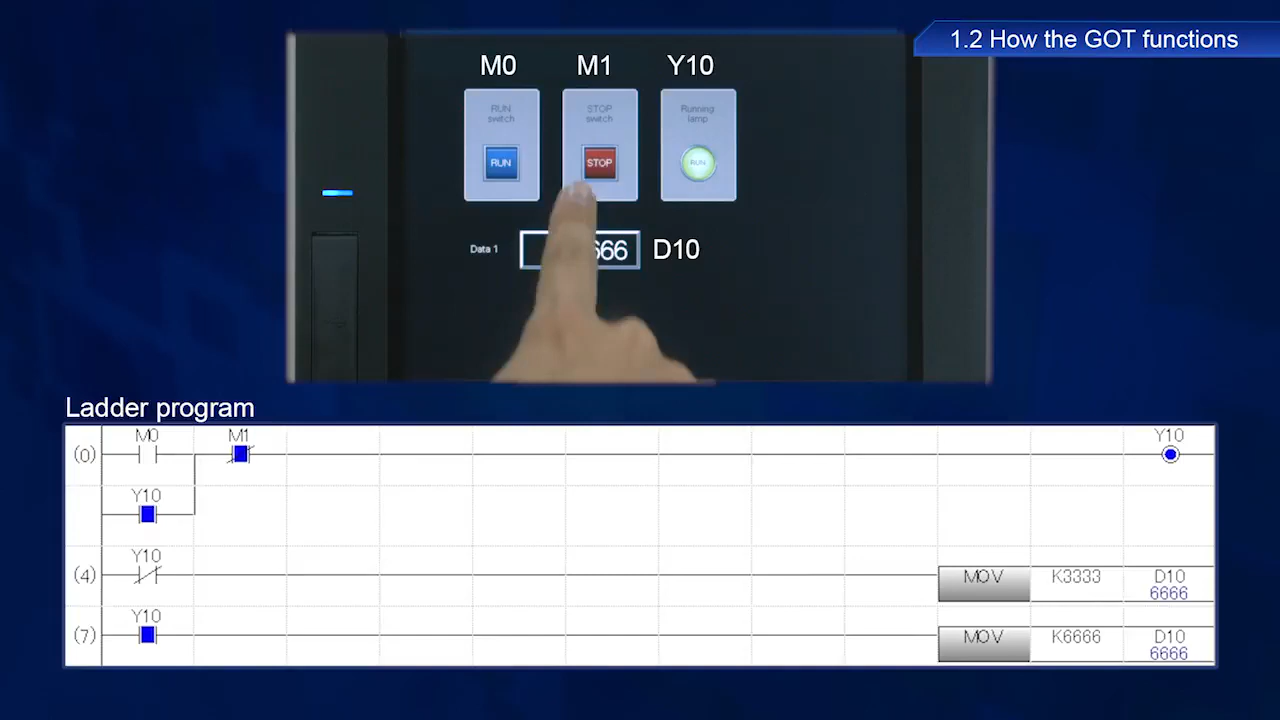 1.2 How the GOT functions
M0 M1 Y10
RUN switch
STOP switch
Running lamp
RUN
STOP
RUN
Data 1
666
D10
Ladder program
M0 M1 Y10
(0)
Y10
Y10
(4) MOV K3333 D10
6666
Y10
(7) MOV K6666 D10
6666